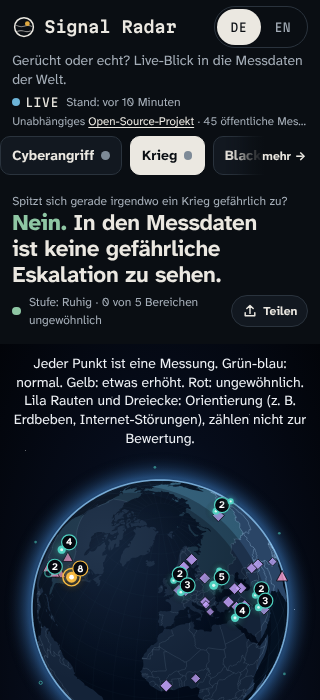 Signal Radar
DE EN
Gerücht oder echt? Live-Blick in die Messdaten
der Welt.
LIVE Stand: vor 10 Minuten
Unabhängiges Open-Source-Projekt · 45 öffentliche Mes…
Cyberangriff Krieg Black mehr →
Spitzt sich gerade irgendwo ein Krieg gefährlich zu?
Nein. In den Messdaten
ist keine gefährliche
Eskalation zu sehen.
Stufe: Ruhig · 0 von 5 Bereichen
ungewöhnlich
Teilen
Jeder Punkt ist eine Messung. Grün-blau:
normal. Gelb: etwas erhöht. Rot: ungewöhnlich.
Lila Rauten und Dreiecke: Orientierung (z. B.
Erdbeben, Internet-Störungen), zählen nicht zur
Bewertung.
2
4
2 8
2 3 5
2 3
4